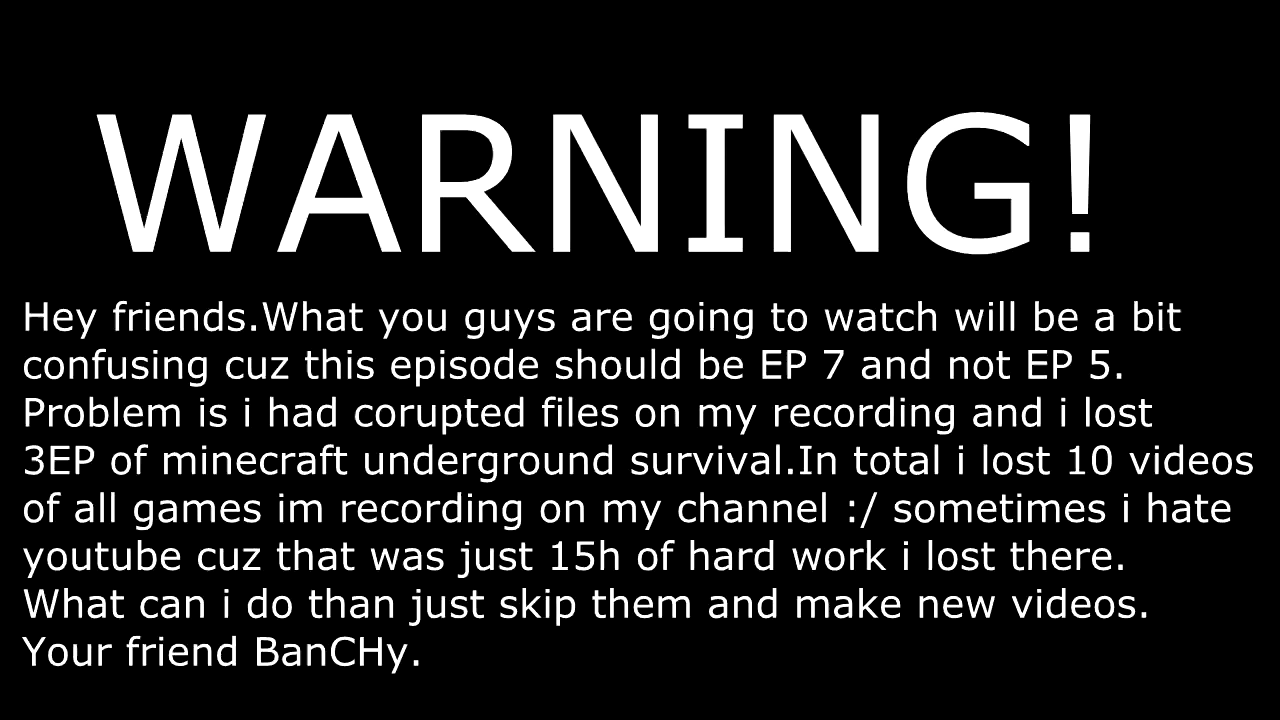 WARNING!
Hey friends.What you guys are going to watch will be a bit
confusing cuz this episode should be EP 7 and not EP 5.
Problem is i had corupted files on my recording and i lost
3EP of minecraft underground survival.In total i lost 10 videos
of all games im recording on my channel :/ sometimes i hate
youtube cuz that was just 15h of hard work i lost there.
What can i do than just skip them and make new videos.
Your friend BanCHy.